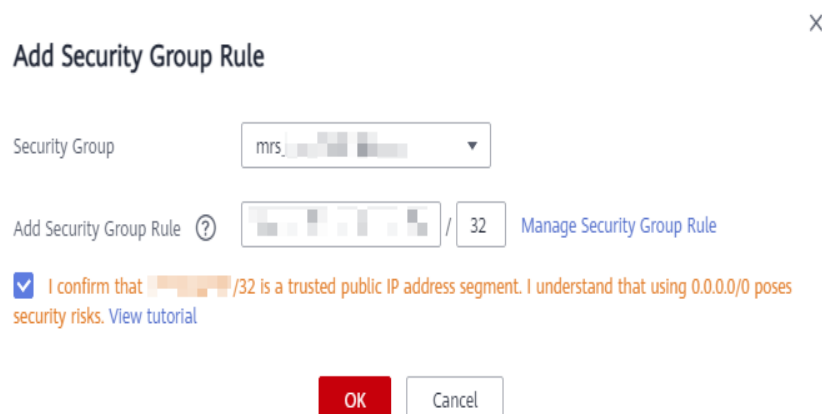 Add Security Group Rule
Security Group
mrs_
Add Security Group Rule ? / 32 Manage Security Group Rule
I confirm that /32 is a trusted public IP address segment. I understand that using 0.0.0.0/0 poses
security risks. View tutorial
OK Cancel